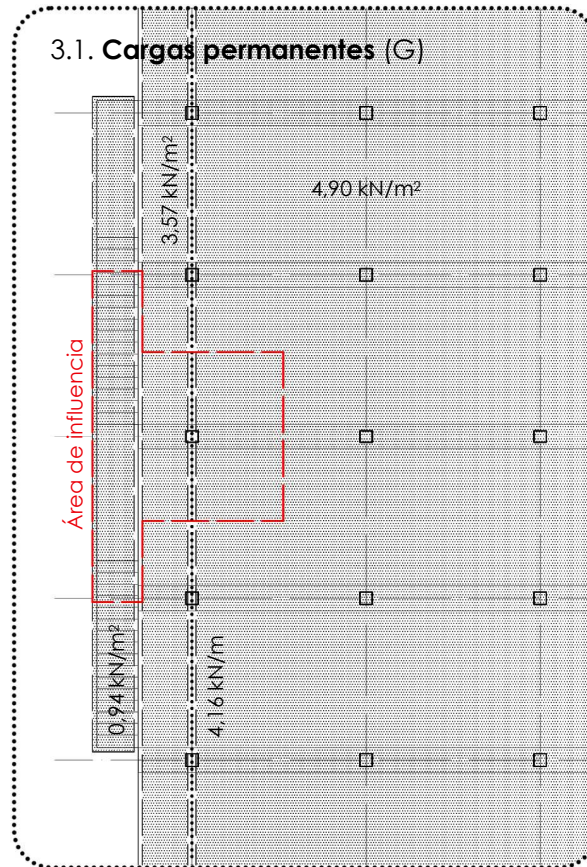 3.1. Cargas permanentes (G)
3,57 kN/m²
4,90 kN/m²
Área de influencia
0,94 kN/m²
4,16 kN/m